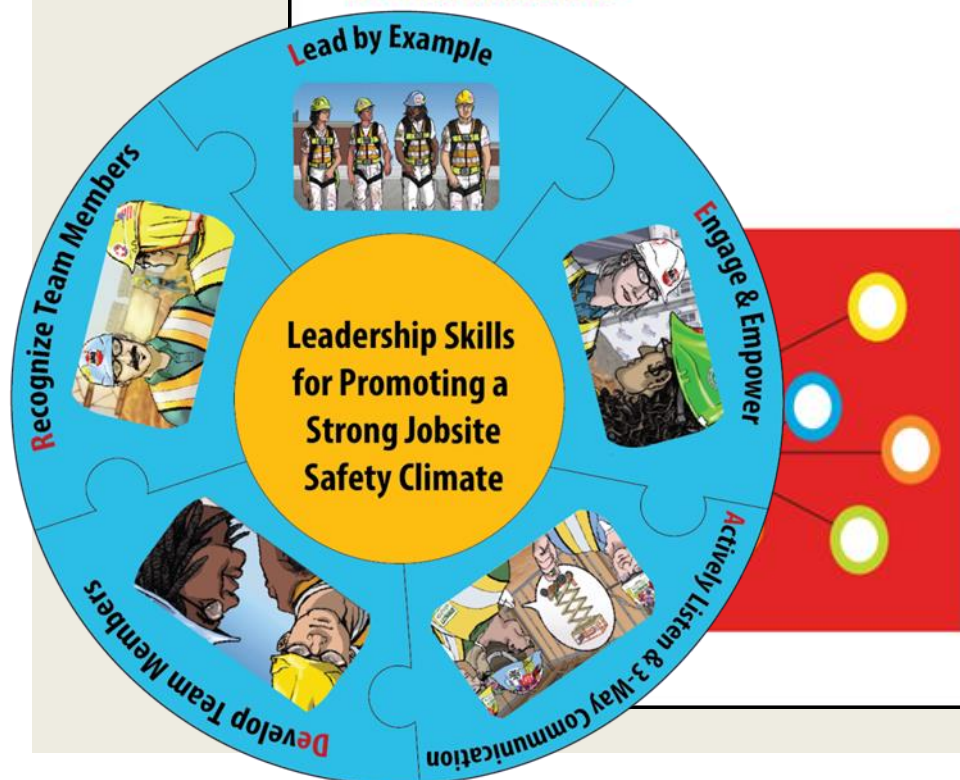 Lead by Example
Engage & Empower
Actively Listen & 3-Way Communication
Develop Team Members
Recognize Team Members
Leadership Skills
for Promoting a
Strong Jobsite
Safety Climate